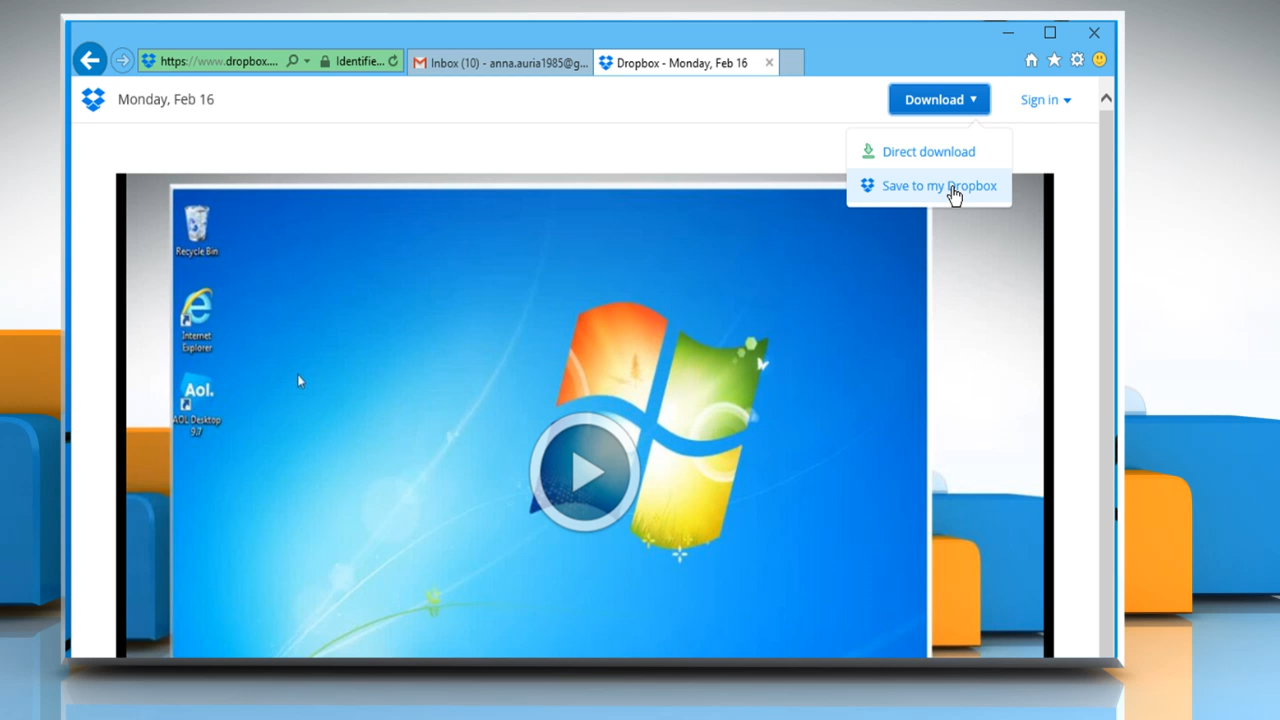 https://www.dropbox....
Identifie...
Inbox (10) - anna.auria1985@g...
Dropbox - Monday, Feb 16
Monday, Feb 16
Download
Sign in
Direct download
Save to my Dropbox
Recycle Bin
Internet
Explorer
Aol.
AOL Desktop
9.7